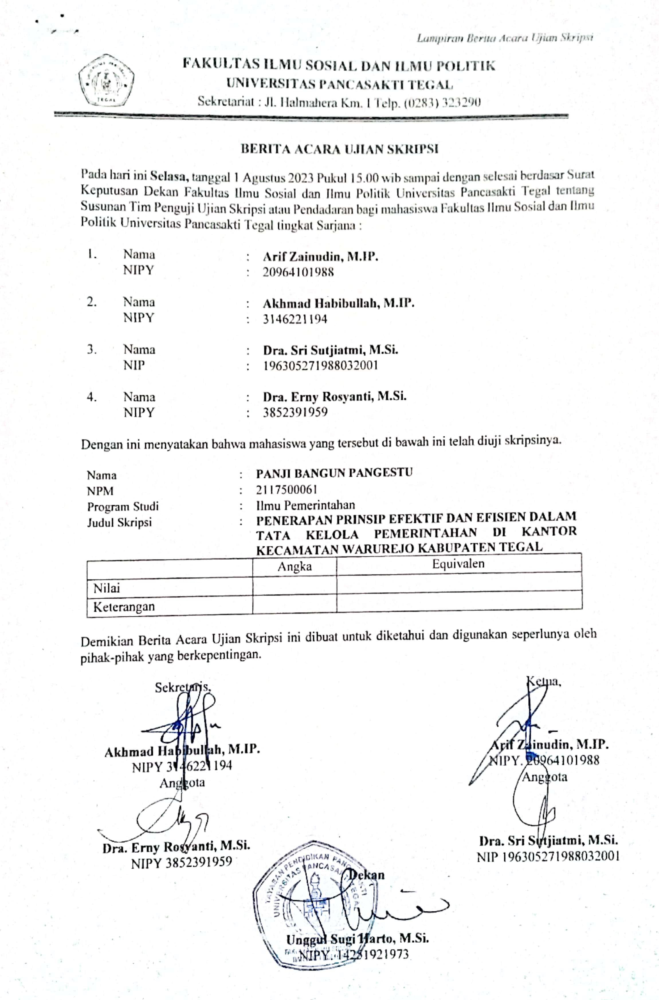 Lampiran Berita Acara Ujian Skripsi
FAKULTAS ILMU SOSIAL DAN ILMU POLITIK
UNIVERSITAS PANCASAKTI TEGAL
Sekretariat : Jl. Halmahera Km. 1 Telp. (0283) 323290
TEGAL
BERITA ACARA UJIAN SKRIPSI
Pada hari ini Selasa, tanggal 1 Agustus 2023 Pukul 15.00 wib sampai dengan selesai berdasar Surat
Keputusan Dekan Fakultas Ilmu Sosial dan Ilmu Politik Universitas Pancasakti Tegal tentang
Susunan Tim Penguji Ujian Skripsi atau Pendadaran bagi mahasiswa Fakultas Ilmu Sosial dan Ilmu
Politik Universitas Pancasakti Tegal tingkat Sarjana :
1. Nama : Arif Zainudin, M.IP.
NIPY : 20964101988
2. Nama : Akhmad Habibullah, M.IP.
NIPY : 3146221194
3. Nama : Dra. Sri Sutjiatmi, M.Si.
NIP : 196305271988032001
4. Nama : Dra. Erny Rosyanti, M.Si.
NIPY : 3852391959
Dengan ini menyatakan bahwa mahasiswa yang tersebut di bawah ini telah diuji skripsinya.
Nama : PANJI BANGUN PANGESTU
NPM : 2117500061
Program Studi : Ilmu Pemerintahan
Judul Skripsi : PENERAPAN PRINSIP EFEKTIF DAN EFISIEN DALAM
TATA KELOLA PEMERINTAHAN DI KANTOR
KECAMATAN WARUREJO KABUPATEN TEGAL
Angka Equivalen
Nilai
Keterangan
Demikian Berita Acara Ujian Skripsi ini dibuat untuk diketahui dan digunakan seperlunya oleh
pihak-pihak yang berkepentingan.
Sekretaris, Ketua,
Akhmad Habibullah, M.IP. Arif Zainudin, M.IP.
NIPY 3146221194 NIPY. 20964101988
Anggota Anggota
Dra. Erny Rosyanti, M.Si. Dra. Sri Sutjiatmi, M.Si.
NIPY 3852391959 NIP 196305271988032001
YAYASAN PENDIDIKAN PANCASAKTI
UNIVERSITAS PANCASAKTI TEGAL
Dekan
Unggul Sugi Harto, M.Si.
NIPY. 14251921973